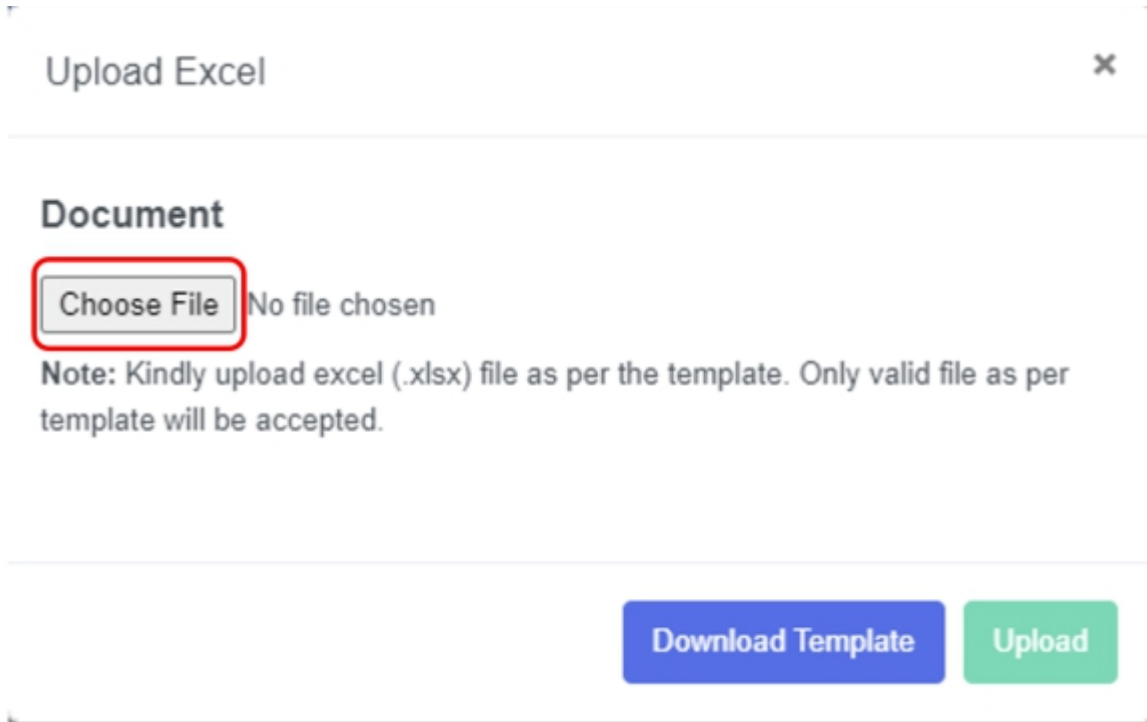 Upload Excel
×
Document
Choose File No file chosen
Note: Kindly upload excel (.xlsx) file as per the template. Only valid file as per
template will be accepted.
Download Template Upload